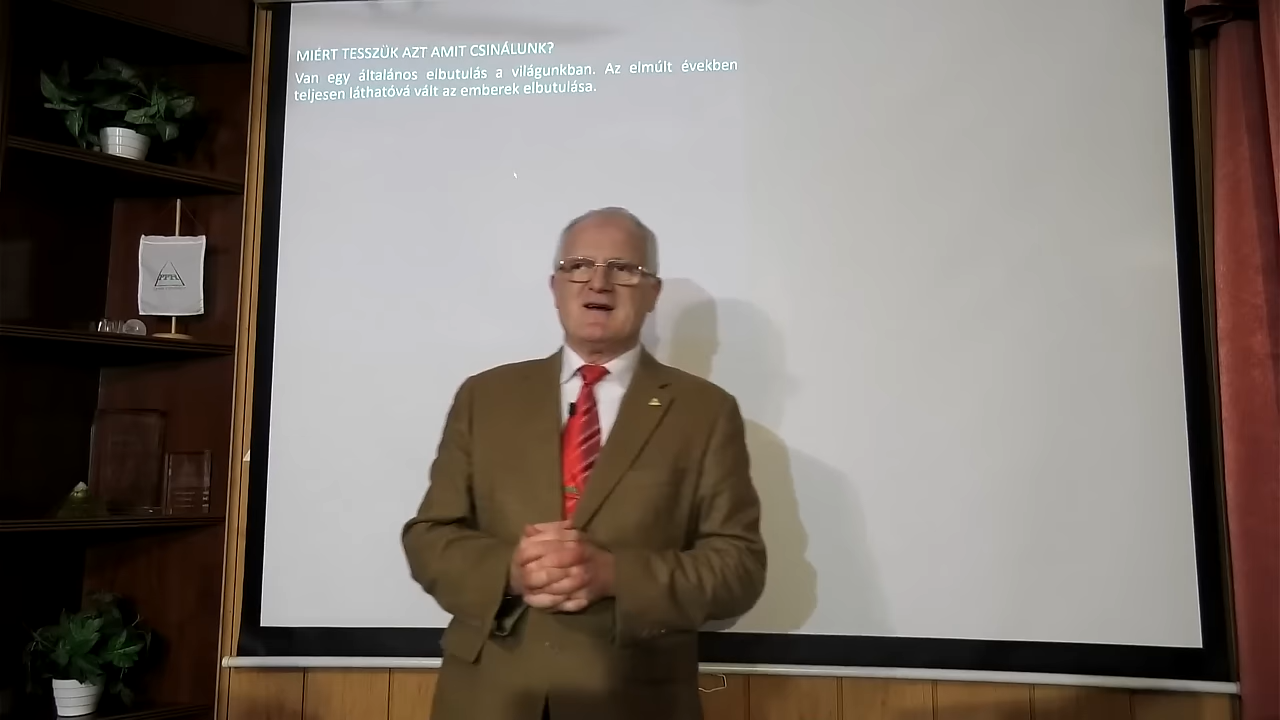 MIÉRT TESSZÜK AZT AMIT CSINÁLUNK?
Van egy általános elbutulás a világunkban. Az elmúlt években
teljesen láthatóvá vált az emberek elbutulása.